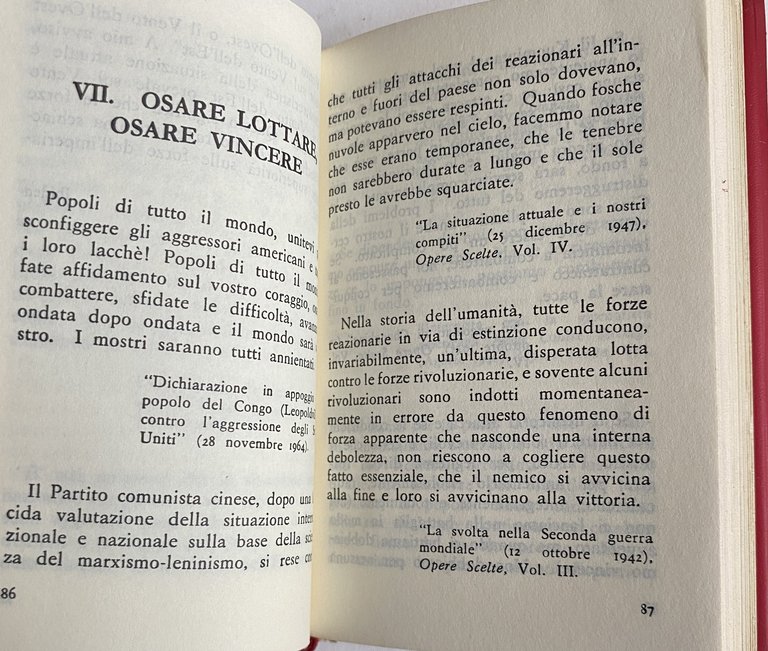 VII. OSARE LOTTARE,
OSARE VINCERE
Popoli di tutto il mondo, unitevi
sconfiggere gli aggressori americani e
i loro lacchè! Popoli di tutto il
fate affidamento sul vostro coraggio,
combattere, sfidate le difficoltà,
ondata dopo ondata e il mondo sarà
stro. I mostri saranno tutti annientati.
"Dichiarazione in appoggio
popolo del Congo
contro l'aggressione degli
Uniti" (28 novembre 1964).
Il Partito comunista cinese, dopo una
cida valutazione della situazione
zionale e nazionale sulla base della
za del marxismo-leninismo, si rese
86
che tutti gli attacchi dei reazionari all'in-
terno e fuori del paese non solo dovevano,
ma potevano essere respinti. Quando fosche
nuvole apparvero nel cielo, facemmo notare
che esse erano temporanee, che le tenebre
non sarebbero durate a lungo e che il sole
presto le avrebbe squarciate.
"La situazione attuale e i nostri
compiti" (25 dicembre 1947),
Opere Scelte, Vol. IV.
Nella storia dell'umanità, tutte le forze
reazionarie in via di estinzione conducono,
invariabilmente, un'ultima, disperata lotta
contro le forze rivoluzionarie, e sovente alcuni
rivoluzionari sono indotti momentanea-
mente in errore da questo fenomeno di
forza apparente che nasconde una interna
debolezza, non riescono a cogliere questo
fatto essenziale, che il nemico si avvicina
alla fine e loro si avvicinano alla vittoria.
"La svolta nella Seconda guerra
mondiale" (12 ottobre 1942),
Opere Scelte, Vol. III.
87